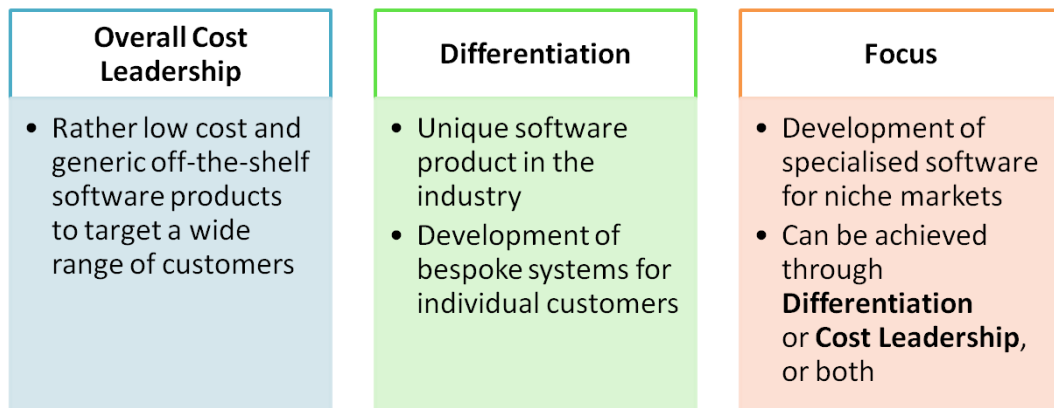 Overall Cost
Leadership
• Rather low cost and
generic off-the-shelf
software products
to target a wide
range of customers
Differentiation
• Unique software
product in the
industry
• Development of
bespoke systems for
individual customers
Focus
• Development of
specialised software
for niche markets
• Can be achieved
through
Differentiation
or Cost Leadership,
or both